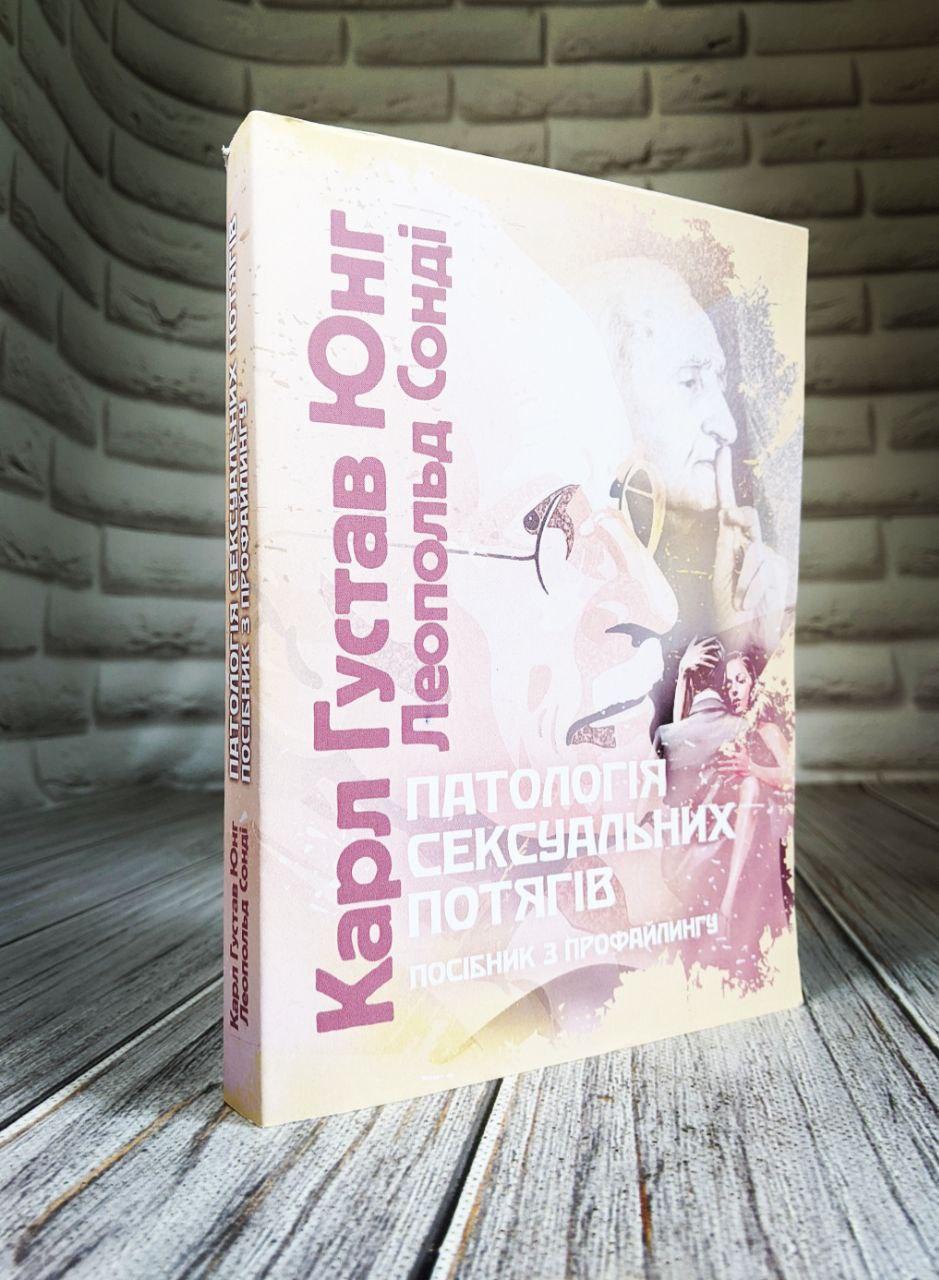 Карл Густав Юнг
Леопольд Сонді
ПАТОЛОГІЯ
СЕКСУАЛЬНИХ
ПОТЯГІВ
ПОСІБНИК З ПРОФАЙЛИНГУ
Карл Густав Юнг
Леопольд Сонді
ПАТОЛОГІЯ СЕКСУАЛЬНИХ ПОТЯГІВ
ПОСІБНИК З ПРОФАЙЛИНГУ